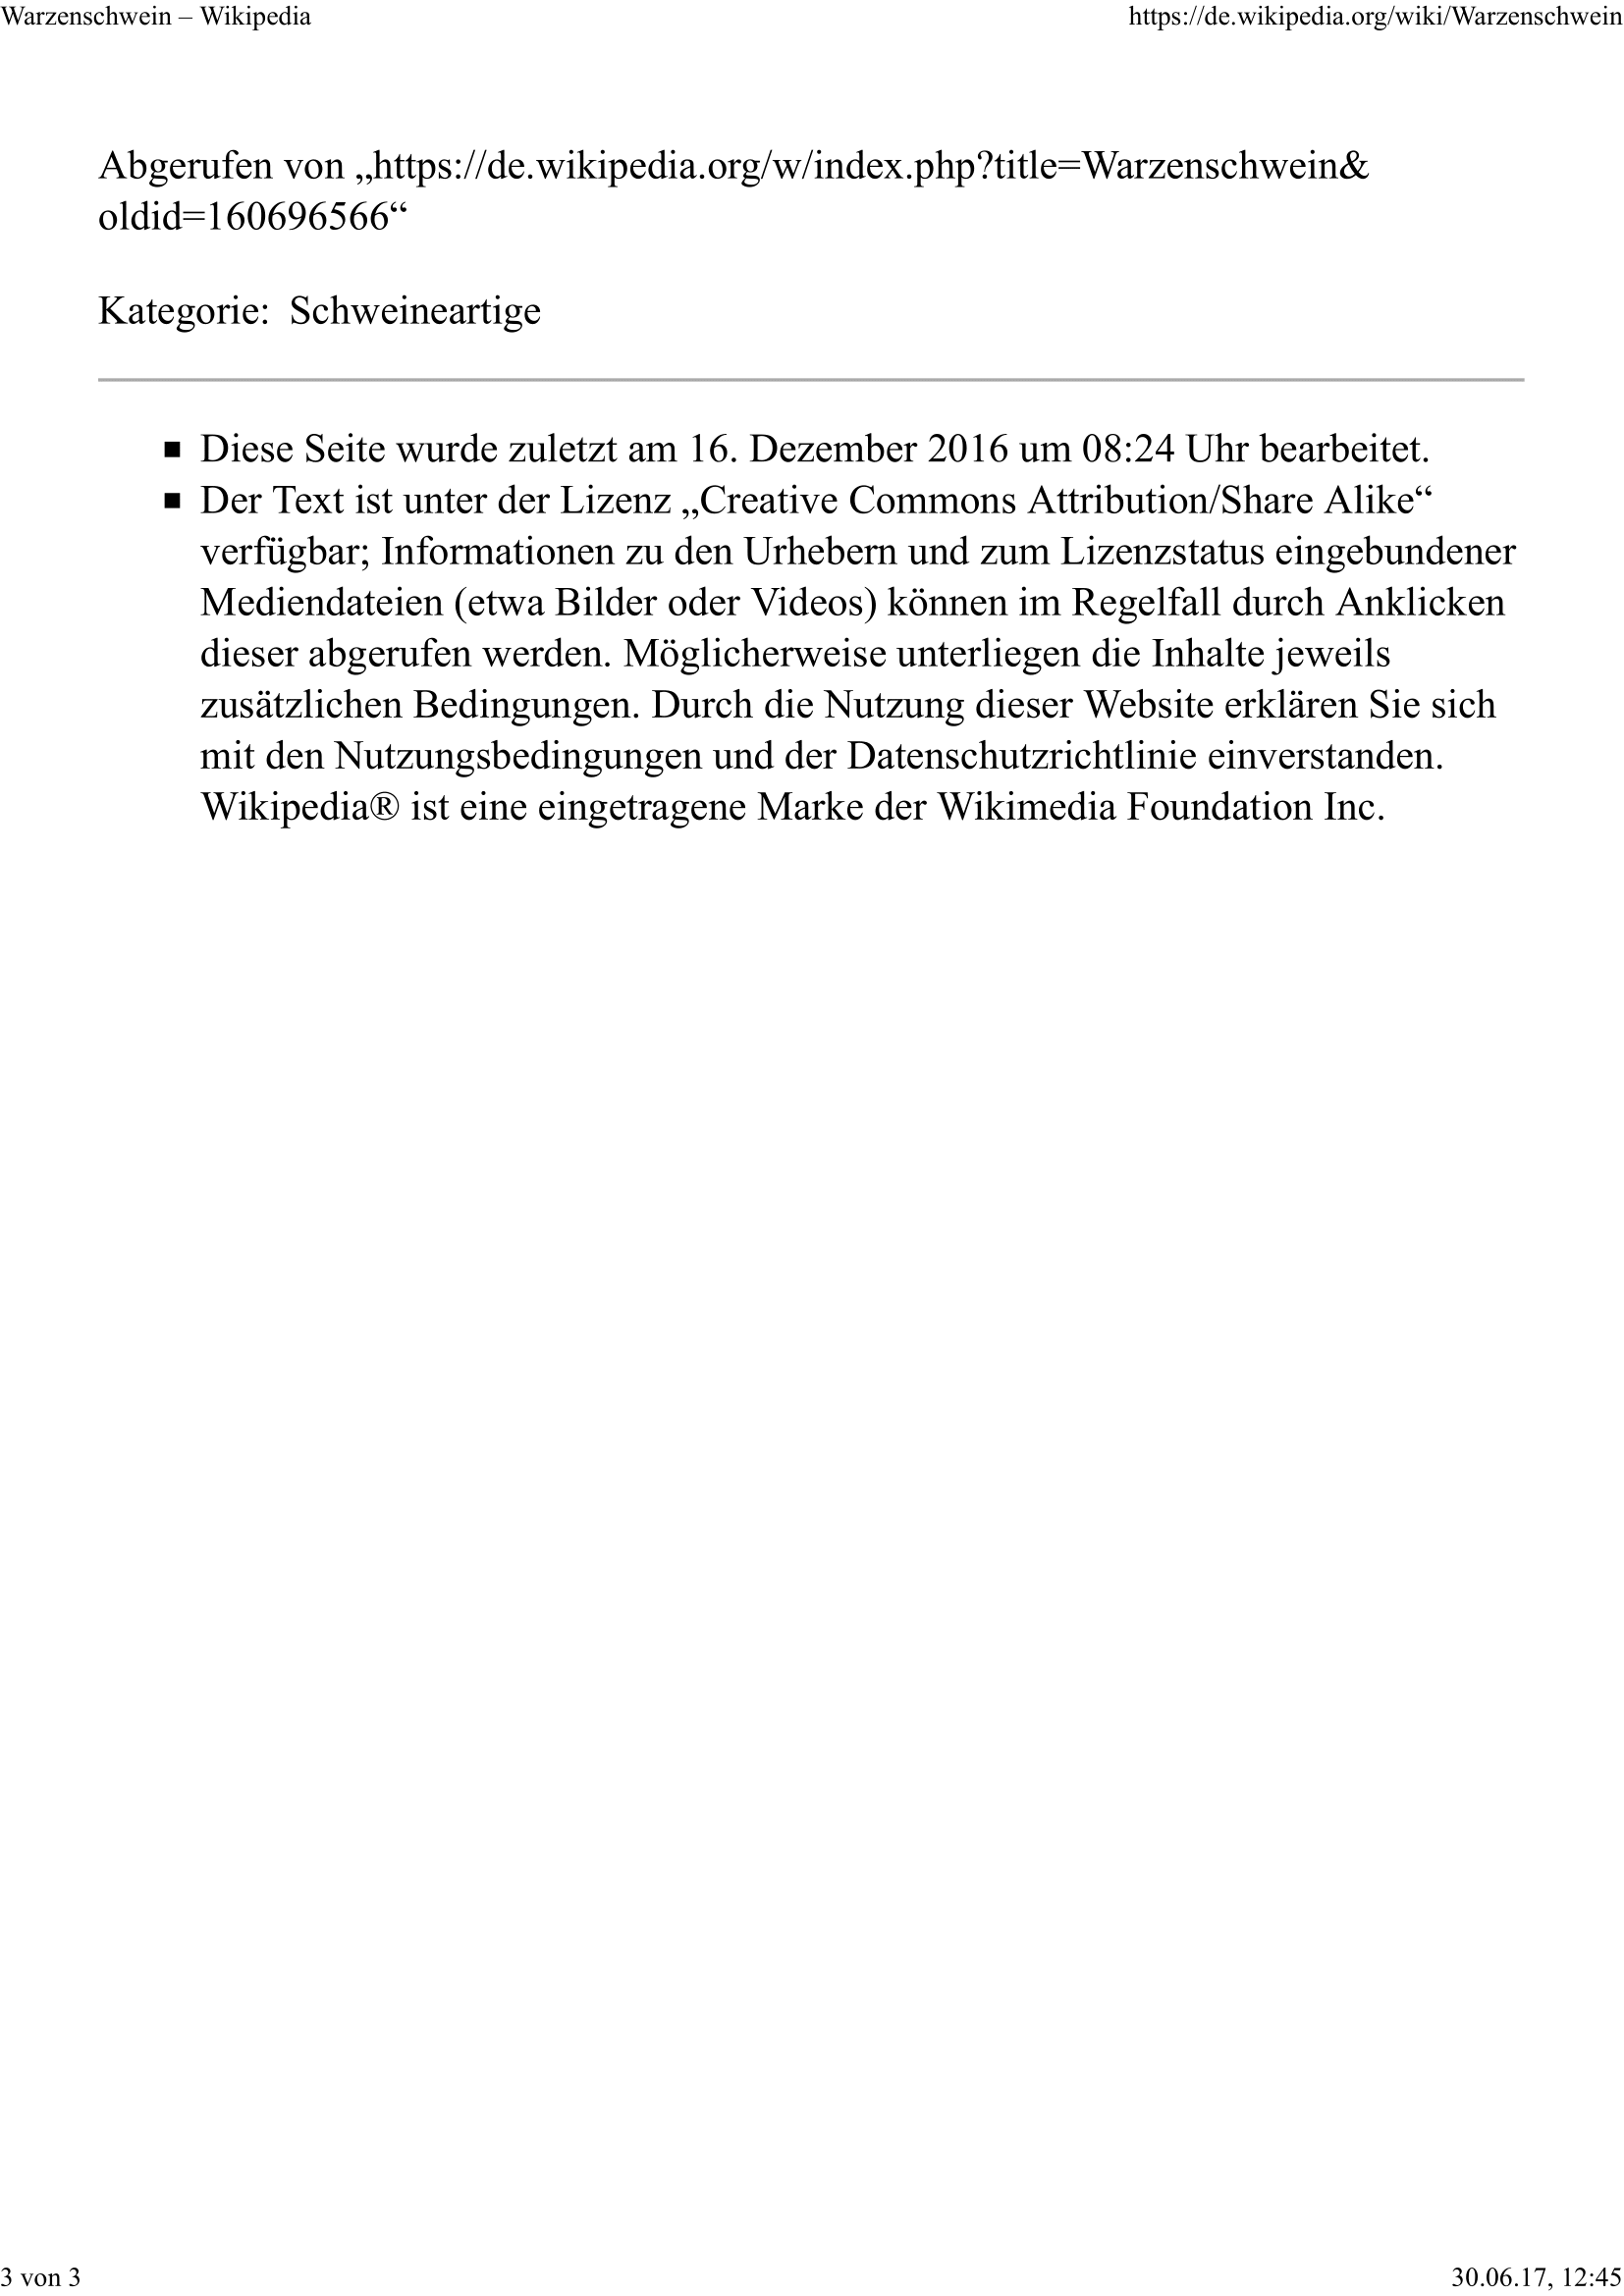 Warzenschwein – Wikipedia
https://de.wikipedia.org/wiki/Warzenschwein
Abgerufen von „https://de.wikipedia.org/w/index.php?title=Warzenschwein&
oldid=160696566“
Kategorie: Schweineartige
■ Diese Seite wurde zuletzt am 16. Dezember 2016 um 08:24 Uhr bearbeitet.
■ Der Text ist unter der Lizenz „Creative Commons Attribution/Share Alike“
verfügbar; Informationen zu den Urhebern und zum Lizenzstatus eingebundener
Mediendateien (etwa Bilder oder Videos) können im Regelfall durch Anklicken
dieser abgerufen werden. Möglicherweise unterliegen die Inhalte jeweils
zusätzlichen Bedingungen. Durch die Nutzung dieser Website erklären Sie sich
mit den Nutzungsbedingungen und der Datenschutzrichtlinie einverstanden.
Wikipedia® ist eine eingetragene Marke der Wikimedia Foundation Inc.
3 von 3
30.06.17, 12:45